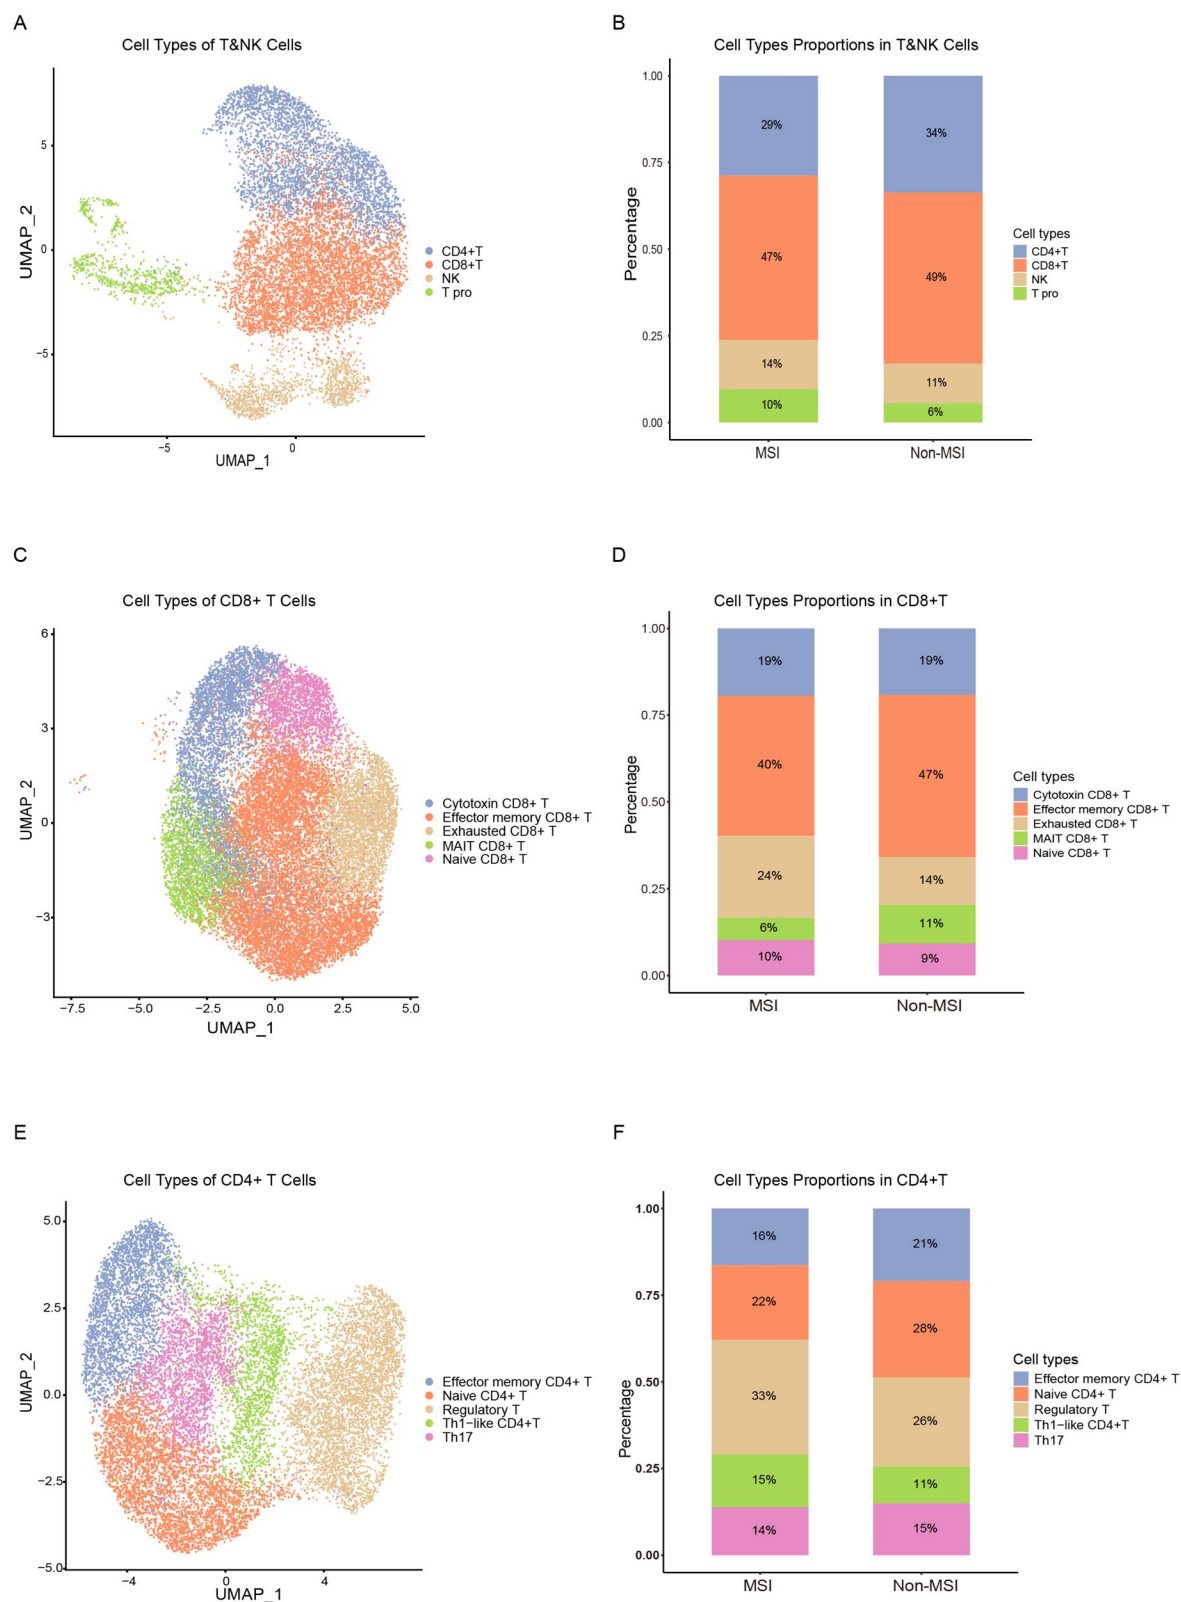 A
Cell Types of T&NK Cells
UMAP_2
5
0
−5
−5
0
UMAP_1
CD4+T
CD8+T
NK
T pro
B
Cell Types Proportions in T&NK Cells
Percentage
1.00
0.75
0.50
0.25
0.00
29%
47%
14%
10%
34%
49%
11%
6%
MSI
Non-MSI
Cell types
CD4+T
CD8+T
NK
T pro
C
Cell Types of CD8+ T Cells
UMAP_2
6
3
0
−3
−7.5
−5.0
−2.5
0.0
2.5
5.0
UMAP_1
Cytotoxin CD8+ T
Effector memory CD8+ T
Exhausted CD8+ T
MAIT CD8+ T
Naive CD8+ T
D
Cell Types Proportions in CD8+T
Percentage
1.00
0.75
0.50
0.25
0.00
19%
40%
24%
6%
10%
19%
47%
14%
11%
9%
MSI
Non-MSI
Cell types
Cytotoxin CD8+ T
Effector memory CD8+ T
Exhausted CD8+ T
MAIT CD8+ T
Naive CD8+ T
E
Cell Types of CD4+ T Cells
UMAP_2
5.0
2.5
0.0
−2.5
−5.0
−4
0
4
UMAP_1
Effector memory CD4+ T
Naive CD4+ T
Regulatory T
Th1−like CD4+T
Th17
F
Cell Types Proportions in CD4+T
Percentage
1.00
0.75
0.50
0.25
0.00
16%
22%
33%
15%
14%
21%
28%
26%
11%
15%
MSI
Non-MSI
Cell types
Effector memory CD4+ T
Naive CD4+ T
Regulatory T
Th1−like CD4+T
Th17